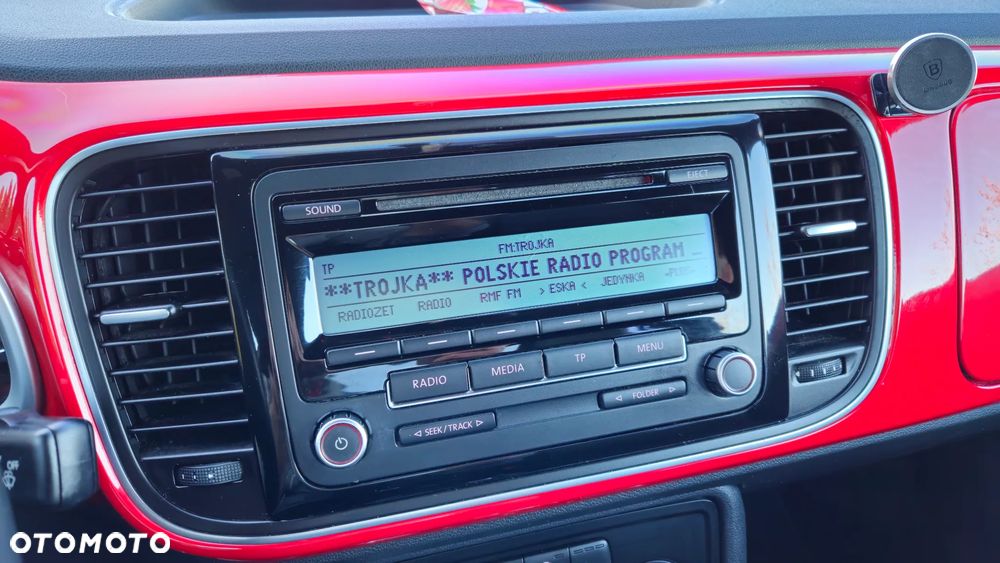 B
SOUND
EJECT
FM:TROJKA
TP
**TROJKA** POLSKIE RADIO PROGRAM _
RADIOZET RADIO RMF FM > ESKA < JEDYNKA
RADIO MEDIA TP MENU
◁ SEEK/TRACK ▷ ◁ FOLDER ▷
OFF
OTOMOTO